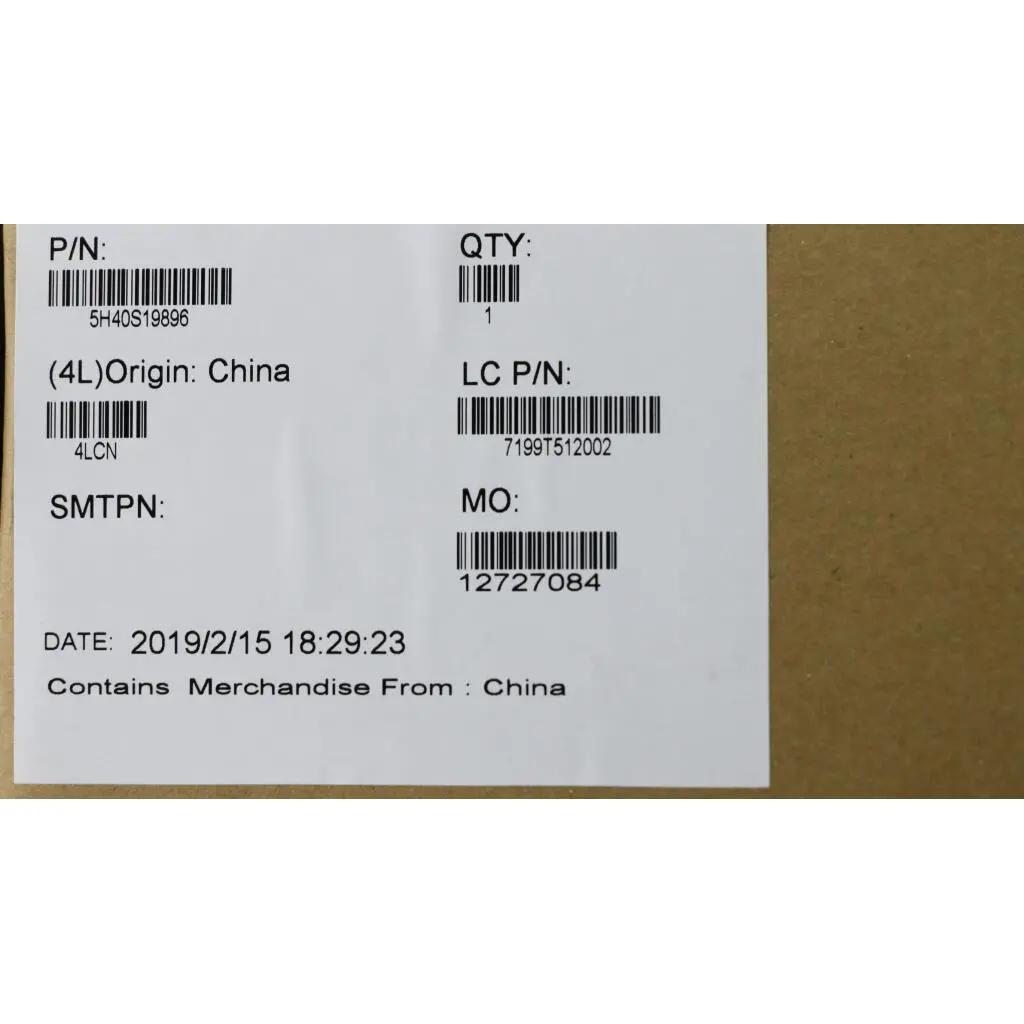 P/N: QTY:
5H40S19896 1
(4L)Origin: China LC P/N:
4LCN 7199T512002
SMTPN: MO:
12727084
DATE: 2019/2/15 18:29:23
Contains Merchandise From : China